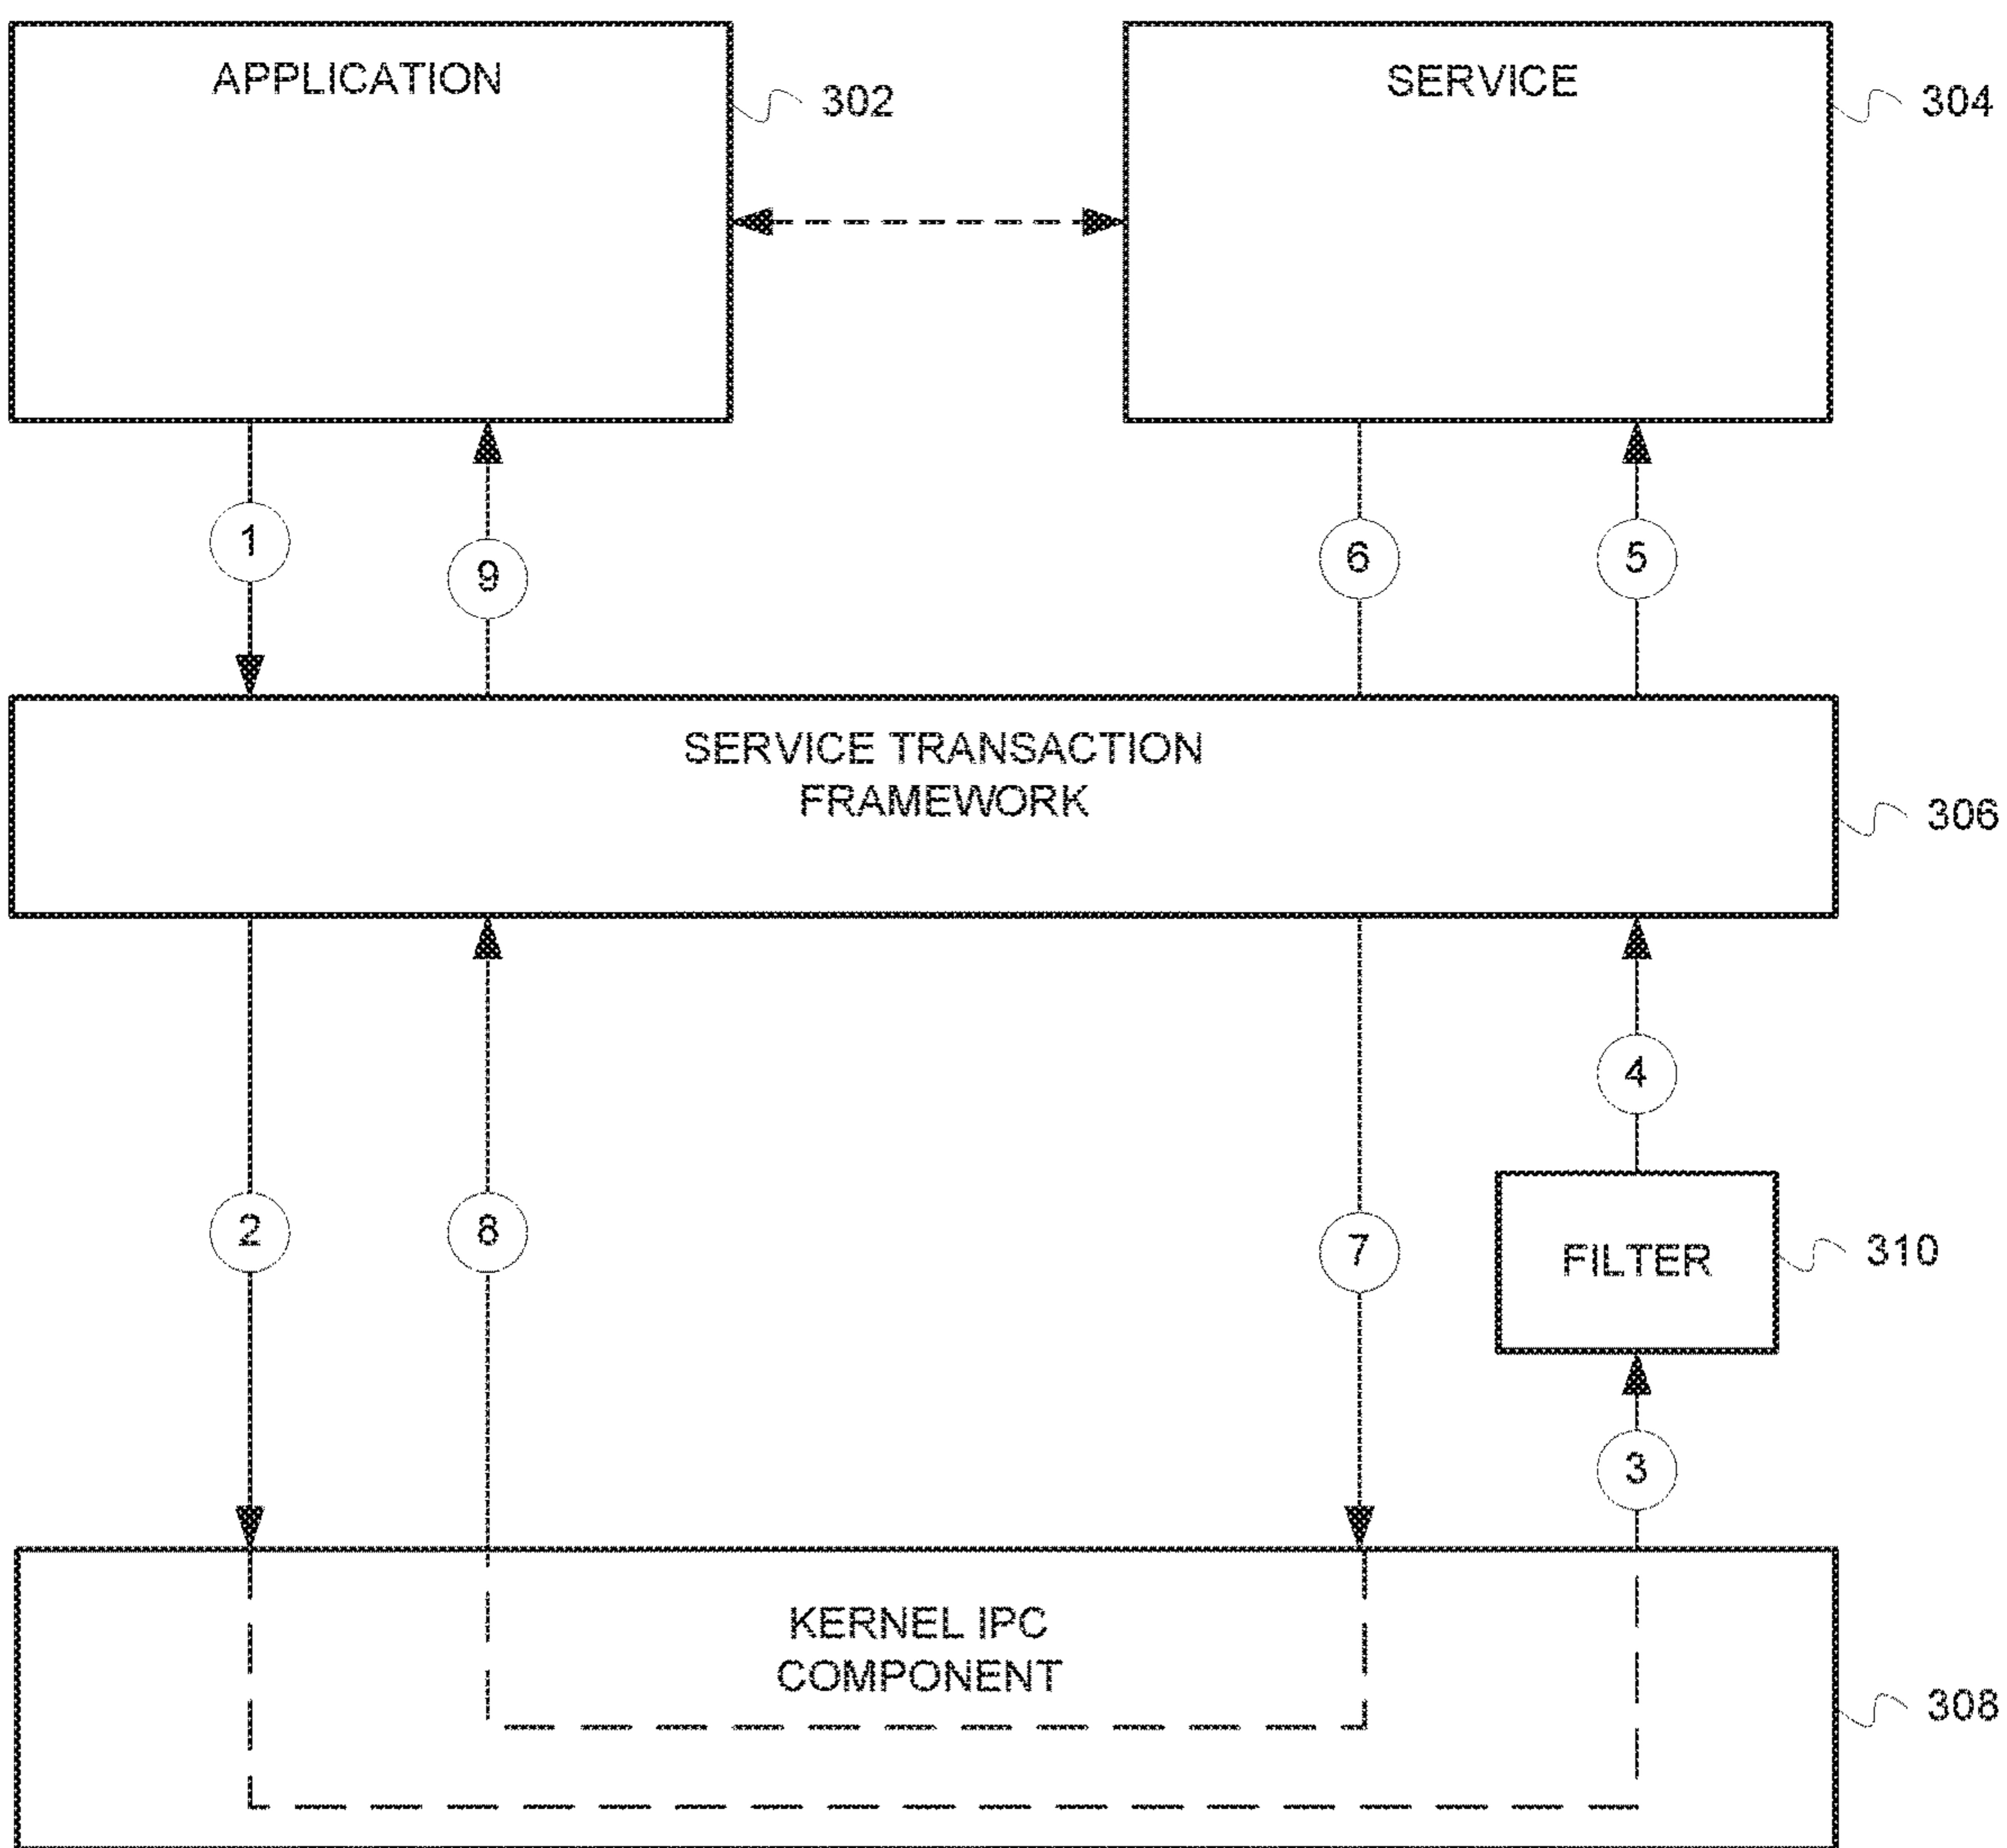 APPLICATION
302
SERVICE
304
1
9
6
5
SERVICE TRANSACTION
FRAMEWORK
306
4
2
8
7
FILTER
310
3
KERNEL IPC
COMPONENT
308